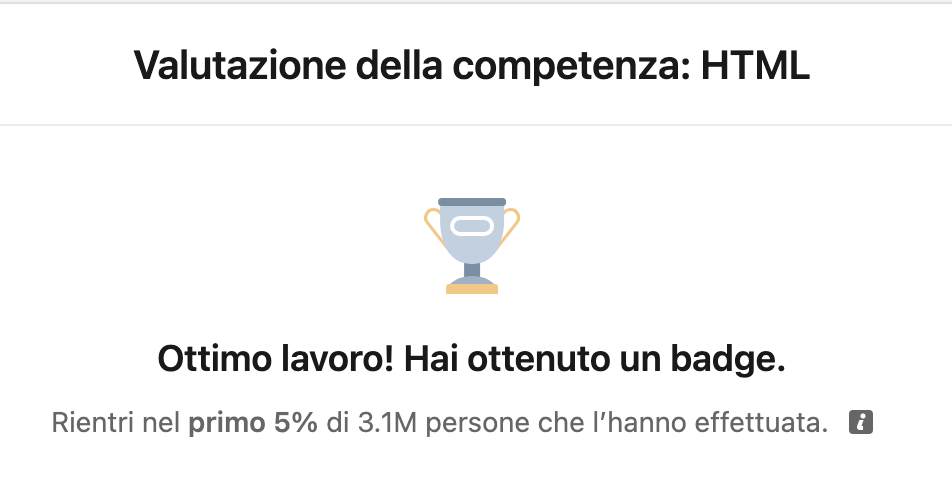 Valutazione della competenza: HTML
Ottimo lavoro! Hai ottenuto un badge.
Rientri nel primo 5% di 3.1M persone che l’hanno effettuata. i